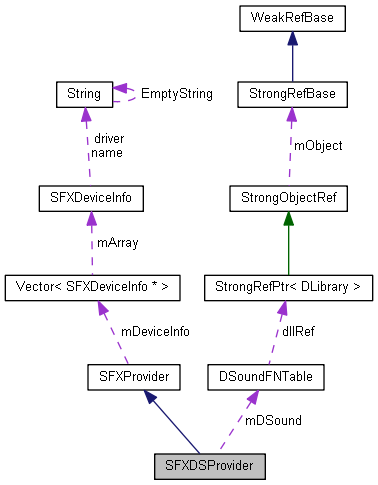 WeakRefBase
String
EmptyString
StrongRefBase
driver
name
mObject
SFXDeviceInfo
StrongObjectRef
mArray
Vector< SFXDeviceInfo * >
StrongRefPtr< DLibrary >
mDeviceInfo
dllRef
SFXProvider
DSoundFNTable
mDSound
SFXDSProvider